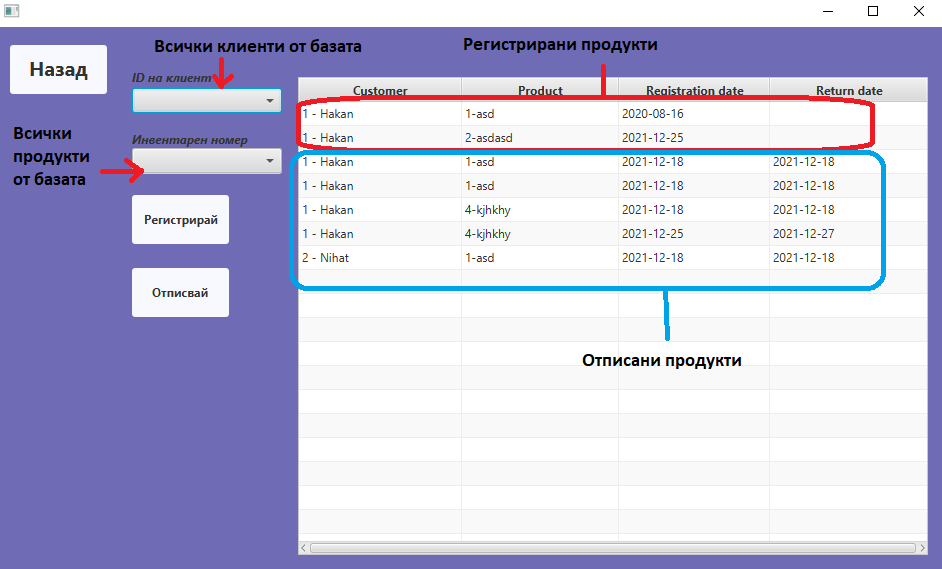 Всички клиенти от базата
Регистрирани продукти
Назад
ID на клиент
Всички
продукти
от базата
Инвентарен номер
Регистрирай
Отписвай
Customer Product Registration date Return date
1 - Hakan 1-asd 2020-08-16
1 - Hakan 2-asdasd 2021-12-25
1 - Hakan 1-asd 2021-12-18 2021-12-18
1 - Hakan 1-asd 2021-12-18 2021-12-18
1 - Hakan 4-kjhkhy 2021-12-18 2021-12-18
1 - Hakan 4-kjhkhy 2021-12-25 2021-12-27
2 - Nihat 1-asd 2021-12-18 2021-12-18
Отписани продукти